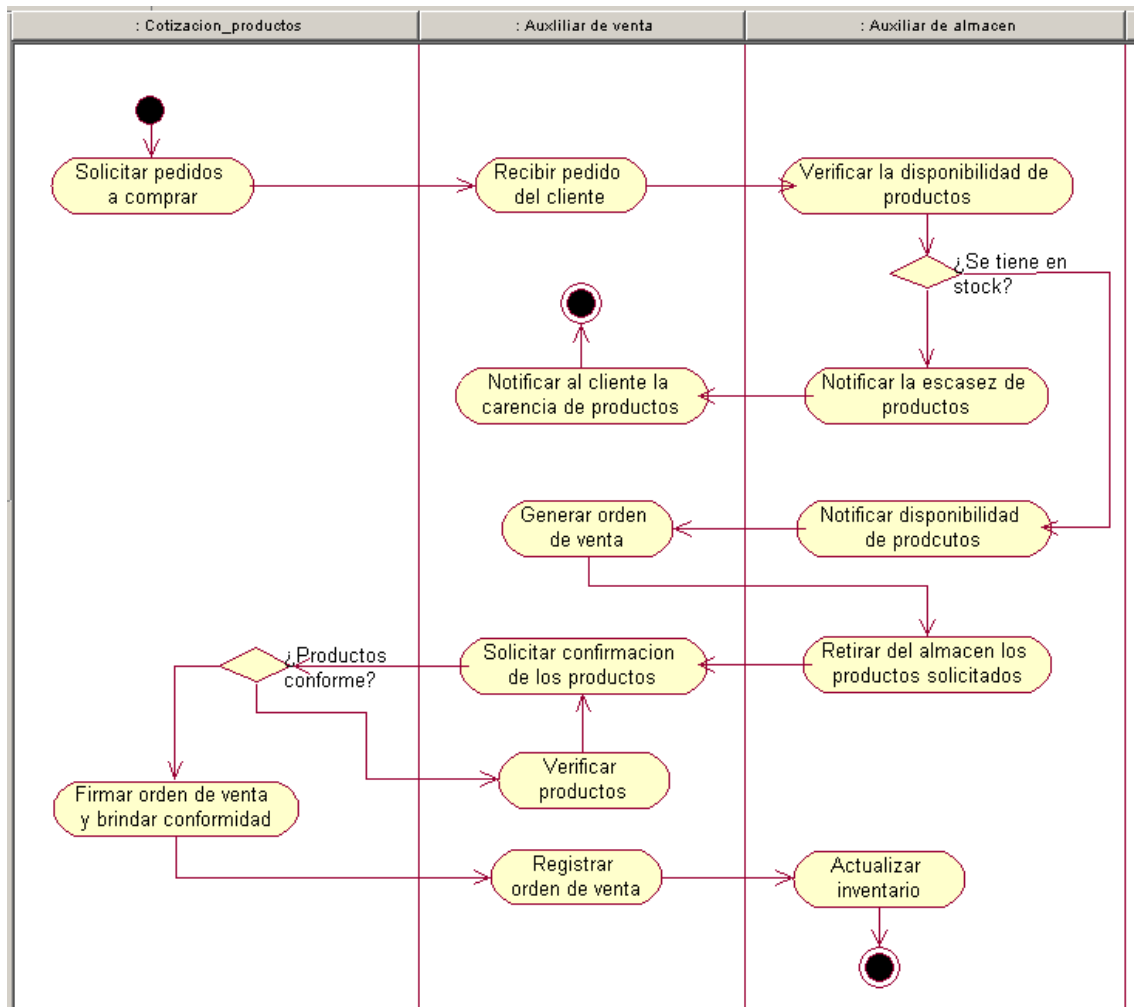 : Cotizacion_productos
: Auxliliar de venta
: Auxiliar de almacen
Solicitar pedidos
a comprar
Recibir pedido
del cliente
Verificar la disponibilidad de
productos
¿Se tiene en
stock?
Notificar al cliente la
carencia de productos
Notificar la escasez de
productos
Generar orden
de venta
Notificar disponibilidad
de prodcutos
¿Productos
conforme?
Solicitar confirmacion
de los productos
Retirar del almacen los
productos solicitados
Verificar
productos
Firmar orden de venta
y brindar conformidad
Registrar
orden de venta
Actualizar
inventario